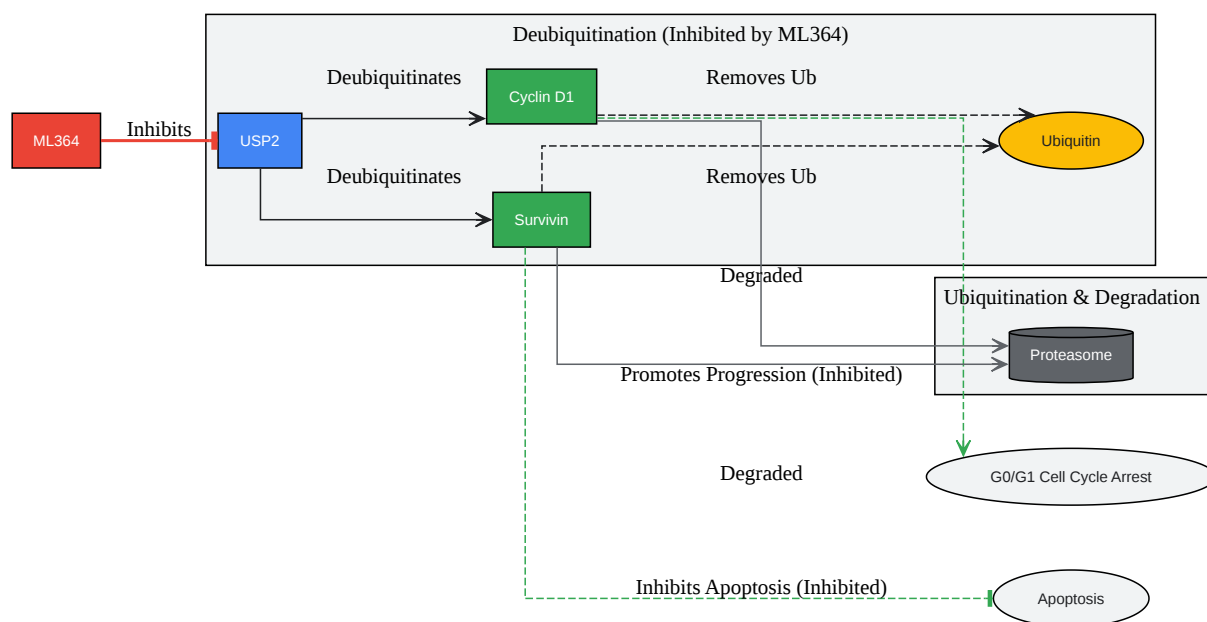 Deubiquitination (Inhibited by ML364)
Deubiquitinates
Cyclin D1
Removes Ub
ML364
Inhibits
USP2
Ubiquitin
Deubiquitinates
Removes Ub
Survivin
Degraded
Ubiquitination & Degradation
Proteasome
Promotes Progression (Inhibited)
Degraded
G0/G1 Cell Cycle Arrest
Inhibits Apoptosis (Inhibited)
Apoptosis